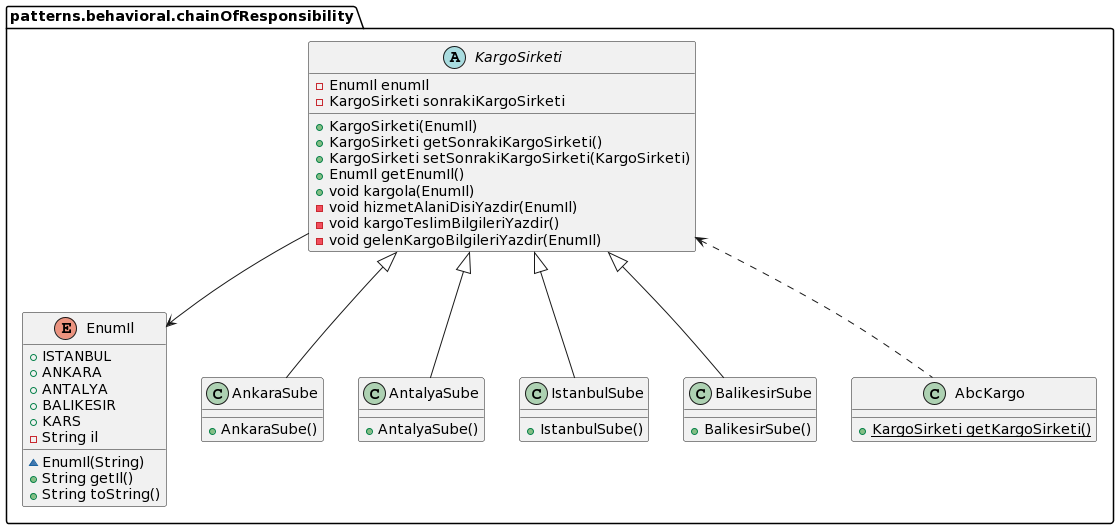 patterns.behavioral.chainOfResponsibility
A KargoSirketi
EnumIl enumIl
KargoSirketi sonrakiKargoSirketi
KargoSirketi(EnumIl)
KargoSirketi getSonrakiKargoSirketi()
KargoSirketi setSonrakiKargoSirketi(KargoSirketi)
EnumIl getEnumIl()
void kargola(EnumIl)
void hizmetAlaniDisiYazdir(EnumIl)
void kargoTeslimBilgileriYazdir()
void gelenKargoBilgileriYazdir(EnumIl)
E EnumIl
ISTANBUL
ANKARA
ANTALYA
BALIKESIR
KARS
String il
EnumIl(String)
String getIl()
String toString()
C AnkaraSube
AnkaraSube()
C AntalyaSube
AntalyaSube()
C IstanbulSube
IstanbulSube()
C BalikesirSube
BalikesirSube()
C AbcKargo
KargoSirketi getKargoSirketi()